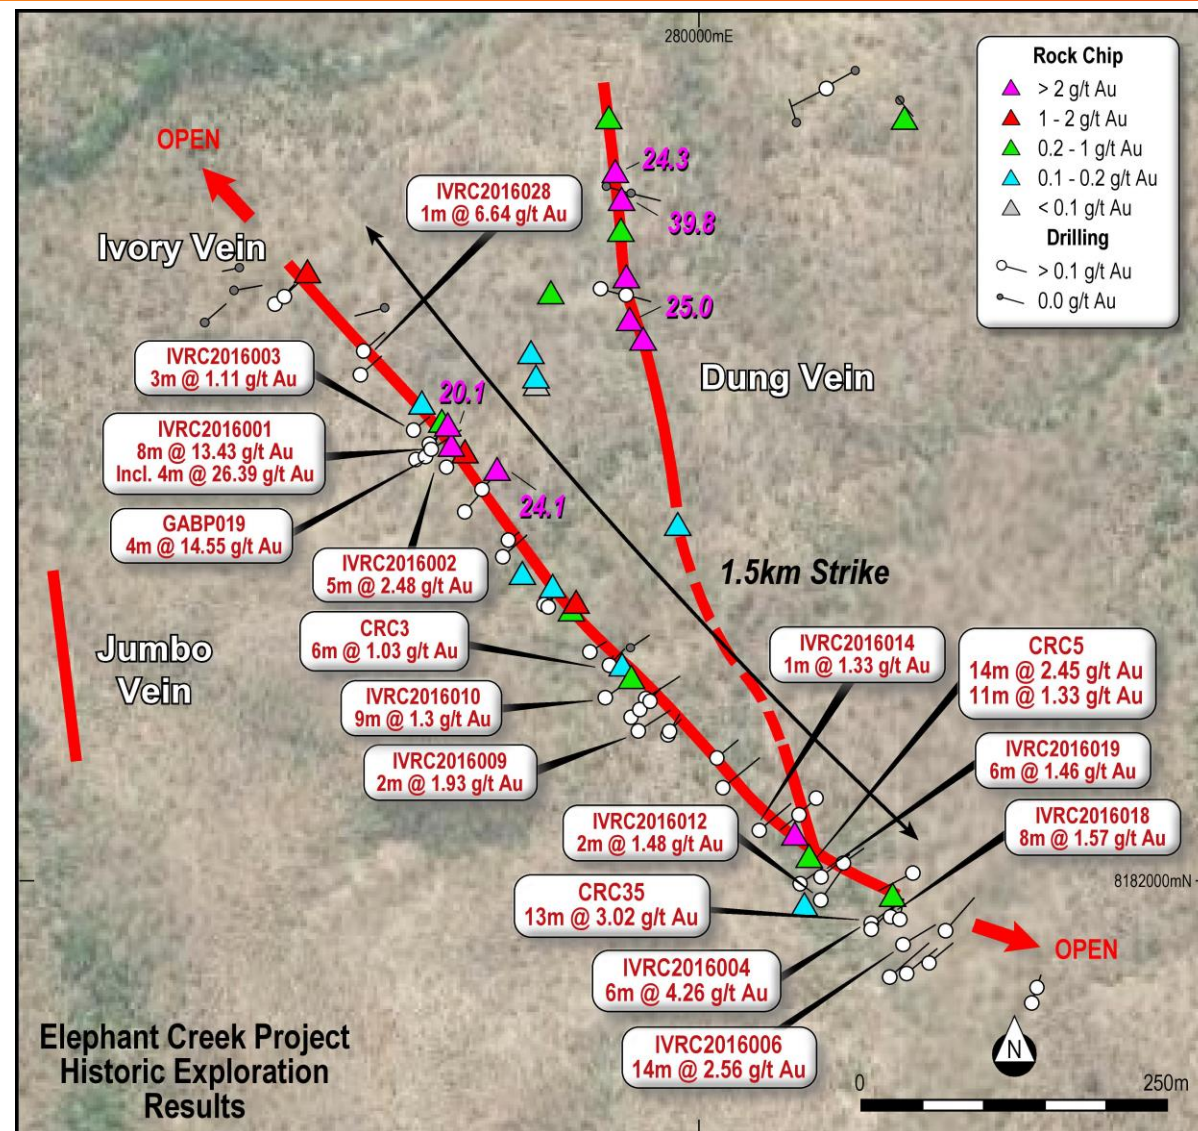 280000mE
Rock Chip
> 2 g/t Au
1 - 2 g/t Au
0.2 - 1 g/t Au
0.1 - 0.2 g/t Au
< 0.1 g/t Au
Drilling
> 0.1 g/t Au
0.0 g/t Au
OPEN
Ivory Vein
IVRC2016028
1m @ 6.64 g/t Au
24.3
39.8
25.0
Dung Vein
IVRC2016003
3m @ 1.11 g/t Au
20.1
IVRC2016001
8m @ 13.43 g/t Au
Incl. 4m @ 26.39 g/t Au
24.1
GABP019
4m @ 14.55 g/t Au
IVRC2016002
5m @ 2.48 g/t Au
1.5km Strike
Jumbo
Vein
CRC3
6m @ 1.03 g/t Au
IVRC2016014
1m @ 1.33 g/t Au
CRC5
14m @ 2.45 g/t Au
11m @ 1.33 g/t Au
IVRC2016010
9m @ 1.3 g/t Au
IVRC2016009
2m @ 1.93 g/t Au
IVRC2016019
6m @ 1.46 g/t Au
IVRC2016012
2m @ 1.48 g/t Au
IVRC2016018
8m @ 1.57 g/t Au
8182000mN
CRC35
13m @ 3.02 g/t Au
OPEN
IVRC2016004
6m @ 4.26 g/t Au
IVRC2016006
14m @ 2.56 g/t Au
N
Elephant Creek Project
Historic Exploration
Results
0
250m